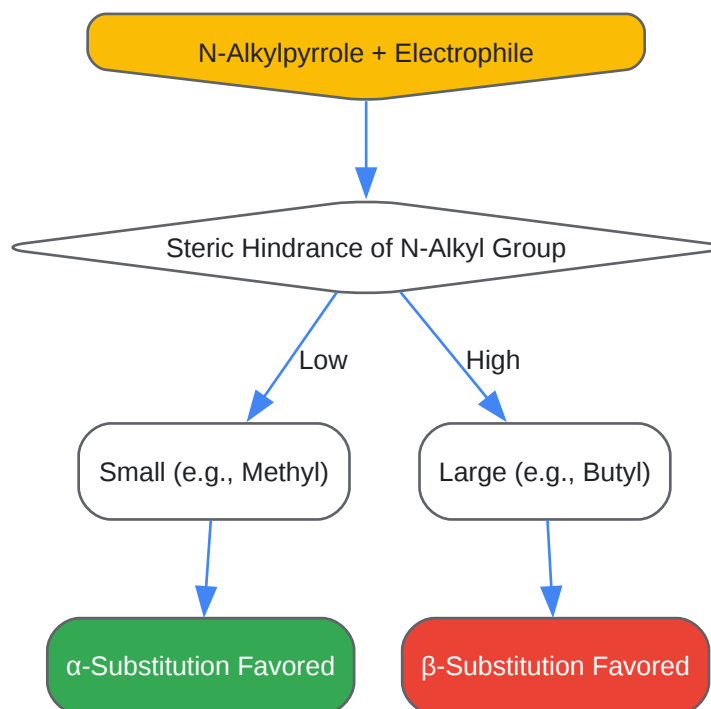 N-Alkylpyrrole + Electrophile
Steric Hindrance of N-Alkyl Group
Low
High
Small (e.g., Methyl)
Large (e.g., Butyl)
α-Substitution Favored
β-Substitution Favored